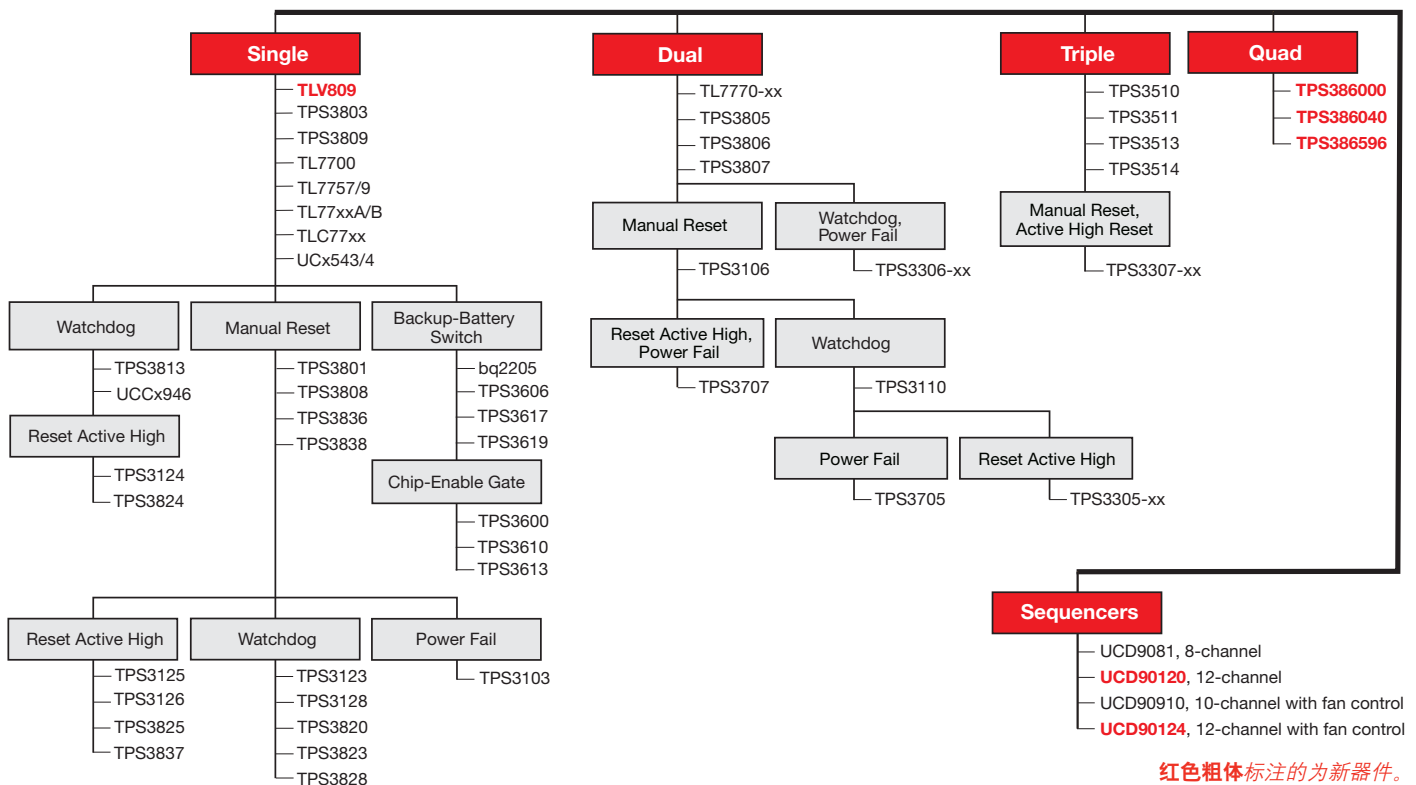 Single
TLV809
TPS3803
TPS3809
TL7700
TL7757/9
TL77xxA/B
TLC77xx
UCx543/4
Watchdog
TPS3813
UCCx946
Reset Active High
TPS3124
TPS3824
Manual Reset
TPS3801
TPS3808
TPS3836
TPS3838
Backup-Battery
Switch
bq2205
TPS3606
TPS3617
TPS3619
Chip-Enable Gate
TPS3600
TPS3610
TPS3613
Reset Active High
TPS3125
TPS3126
TPS3825
TPS3837
Watchdog
TPS3123
TPS3128
TPS3820
TPS3823
TPS3828
Power Fail
TPS3103
Dual
TL7770-xx
TPS3805
TPS3806
TPS3807
Manual Reset
TPS3106
Watchdog,
Power Fail
TPS3306-xx
Reset Active High,
Power Fail
TPS3707
Watchdog
TPS3110
Power Fail
TPS3705
Reset Active High
TPS3305-xx
Triple
TPS3510
TPS3511
TPS3513
TPS3514
Manual Reset,
Active High Reset
TPS3307-xx
Quad
TPS386000
TPS386040
TPS386596
Sequencers
UCD9081, 8-channel
UCD90120, 12-channel
UCD90910, 10-channel with fan control
UCD90124, 12-channel with fan control
红色粗体标注的为新器件。